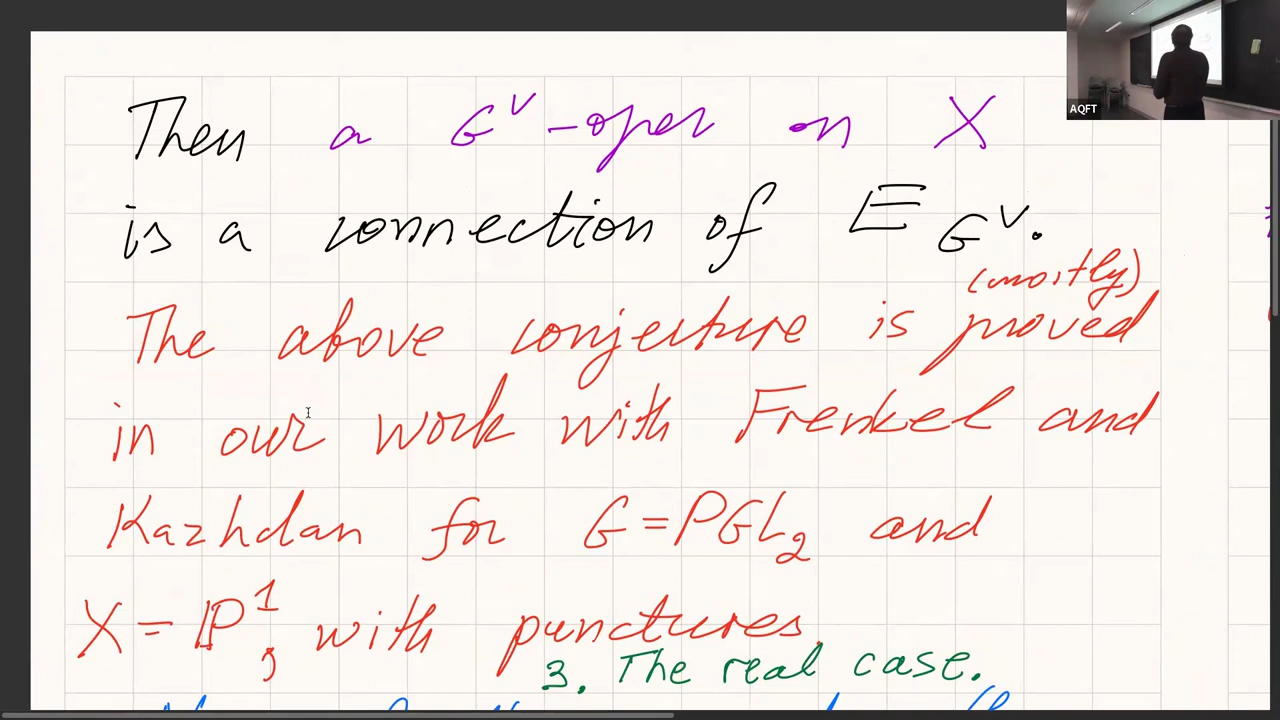 Then a G^∨-oper on X
is a connection of E_{G^∨}.
(mostly)
The above conjecture is proved
in our work with Frenkel and
Kazhdan for G=PGL_2 and
X = ℙ^1, with punctures.
3. The real case.
AQFT